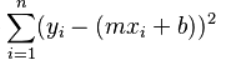 n
∑(yᵢ − (mxᵢ + b))²
i=1